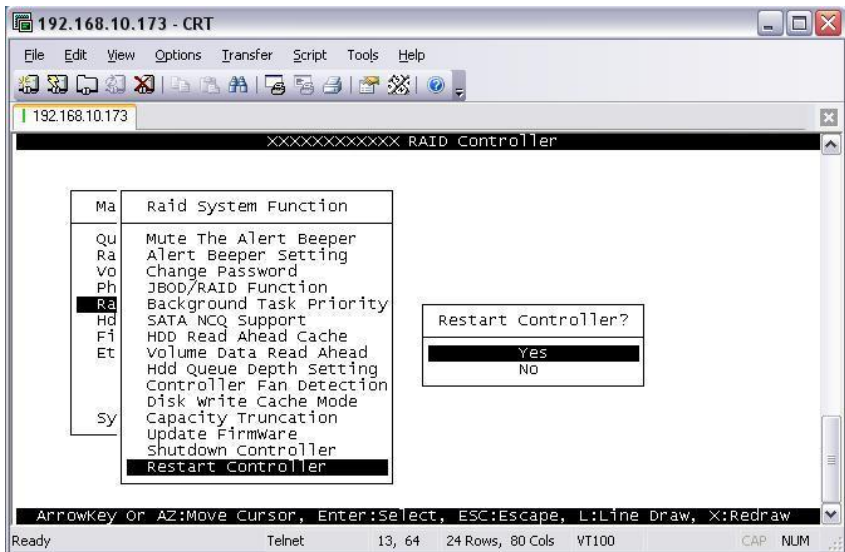 192.168.10.173 - CRT
File Edit View Options Transfer Script Tools Help
192.168.10.173
XXXXXXXXXXXX RAID Controller
Ma
Qu
Ra
Vo
Ph
Ra
Hd
Fi
Et
Sy
Raid System Function
Mute The Alert Beeper
Alert Beeper Setting
Change Password
JBOD/RAID Function
Background Task Priority
SATA NCQ Support
HDD Read Ahead Cache
Volume Data Read Ahead
Hdd Queue Depth Setting
Controller Fan Detection
Disk Write Cache Mode
Capacity Truncation
Update FirmWare
Shutdown Controller
Restart Controller
Restart Controller?
Yes
No
ArrowKey Or AZ:Move Cursor, Enter:Select, ESC:Escape, L:Line Draw, X:Redraw
Ready Telnet 13, 64 24 Rows, 80 Cols VT100 CAP NUM